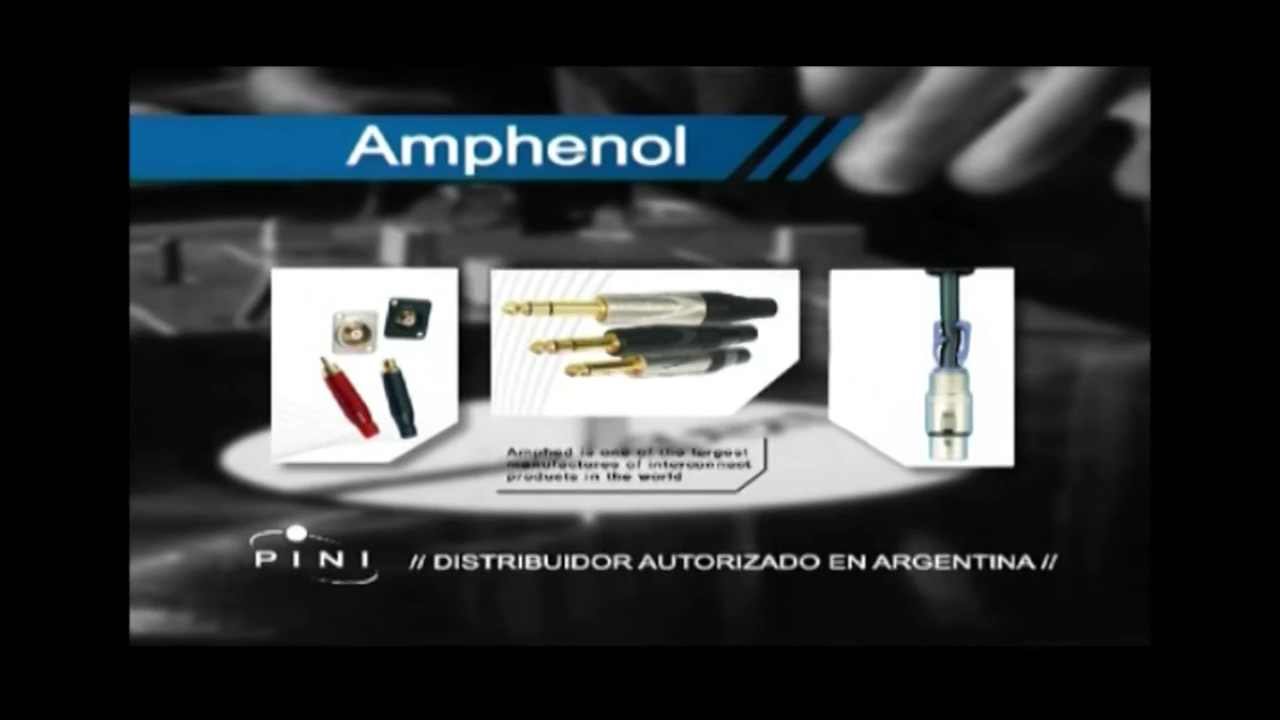 Amphenol
Amphed is one of the largest
manufactures of interconnect
products in the world
PINI
// DISTRIBUIDOR AUTORIZADO EN ARGENTINA //